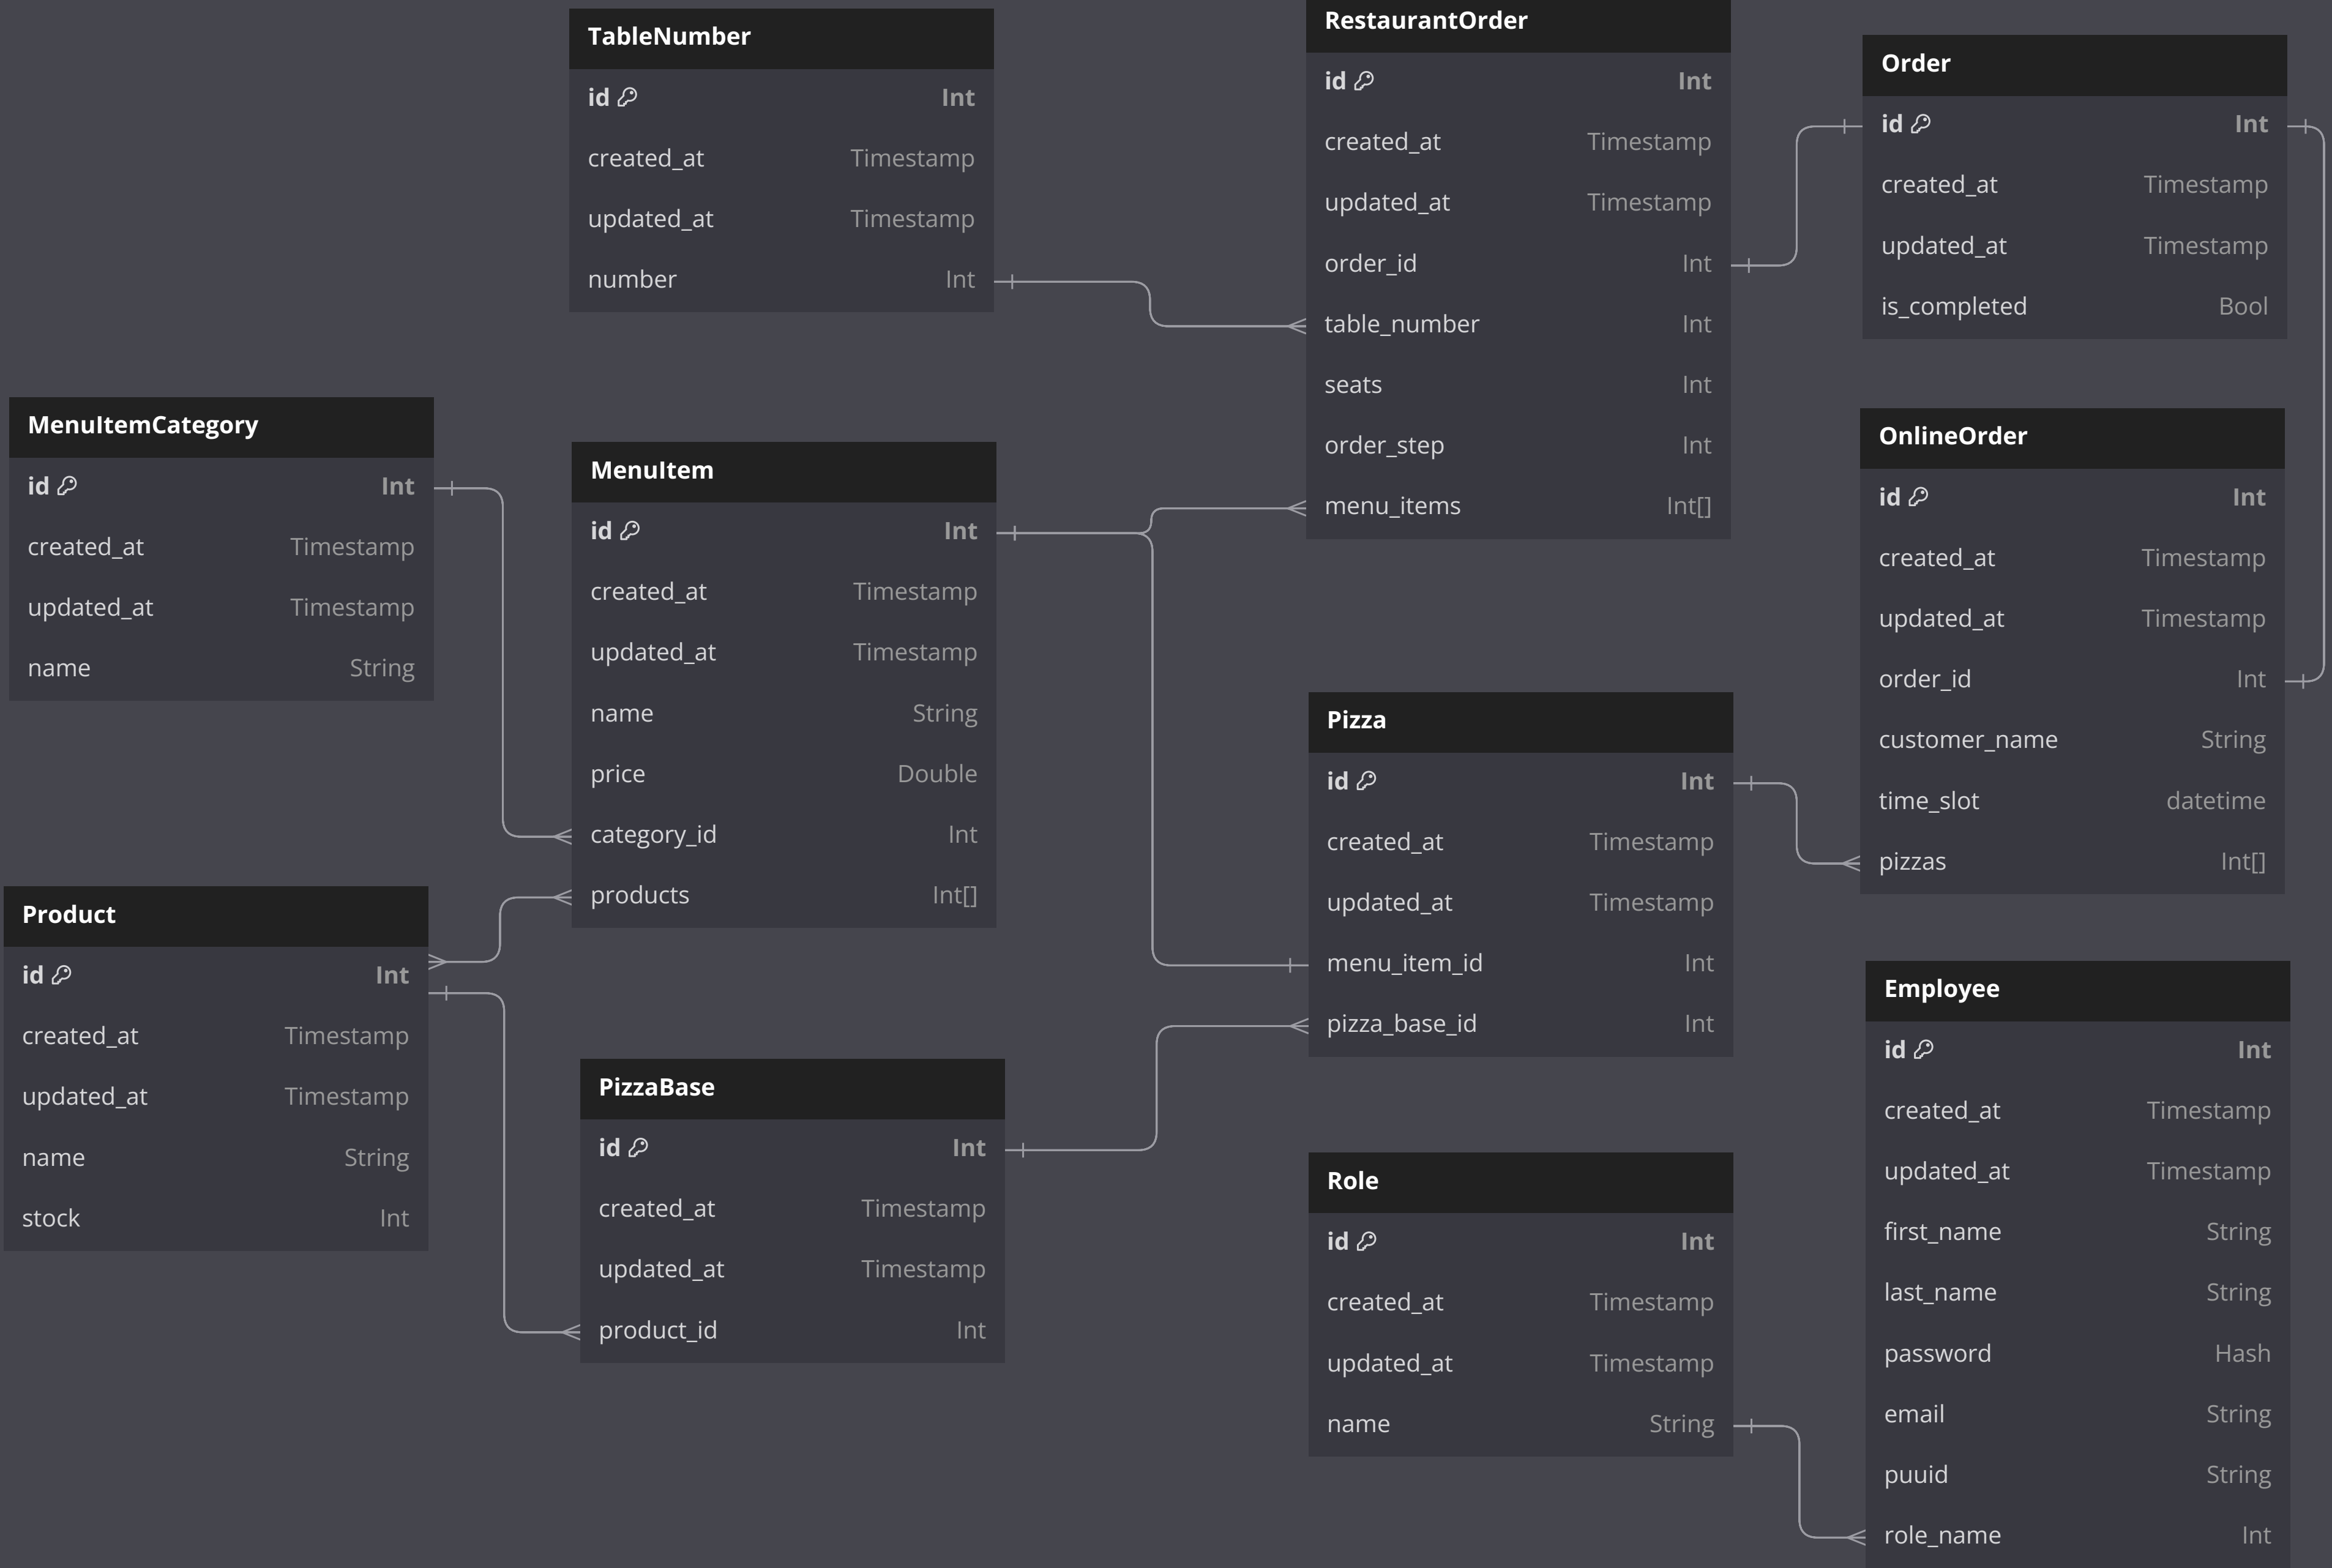 TableNumber
id Int
created_at Timestamp
updated_at Timestamp
number Int
RestaurantOrder
id Int
created_at Timestamp
updated_at Timestamp
order_id Int
table_number Int
seats Int
order_step Int
menu_items Int[]
Order
id Int
created_at Timestamp
updated_at Timestamp
is_completed Bool
MenuItemCategory
id Int
created_at Timestamp
updated_at Timestamp
name String
MenuItem
id Int
created_at Timestamp
updated_at Timestamp
name String
price Double
category_id Int
products Int[]
OnlineOrder
id Int
created_at Timestamp
updated_at Timestamp
order_id Int
customer_name String
time_slot datetime
pizzas Int[]
Pizza
id Int
created_at Timestamp
updated_at Timestamp
menu_item_id Int
pizza_base_id Int
Product
id Int
created_at Timestamp
updated_at Timestamp
name String
stock Int
PizzaBase
id Int
created_at Timestamp
updated_at Timestamp
product_id Int
Role
id Int
created_at Timestamp
updated_at Timestamp
name String
Employee
id Int
created_at Timestamp
updated_at Timestamp
first_name String
last_name String
password Hash
email String
puuid String
role_name Int